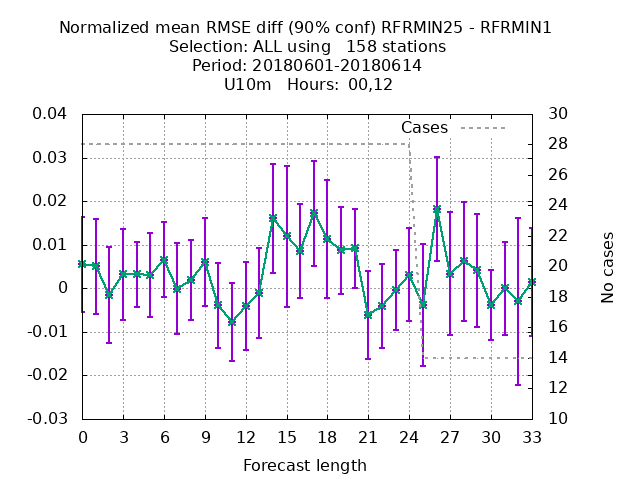 Normalized mean RMSE diff (90% conf) RFRMIN25 - RFRMIN1
Selection: ALL using   158 stations
Period: 20180601-20180614
U10m   Hours:  00,12
Cases
0.04
0.03
0.02
0.01
0
-0.01
-0.02
-0.03
30
28
26
24
22
20
18
16
14
12
10
No cases
0 3 6 9 12 15 18 21 24 27 30 33
Forecast length